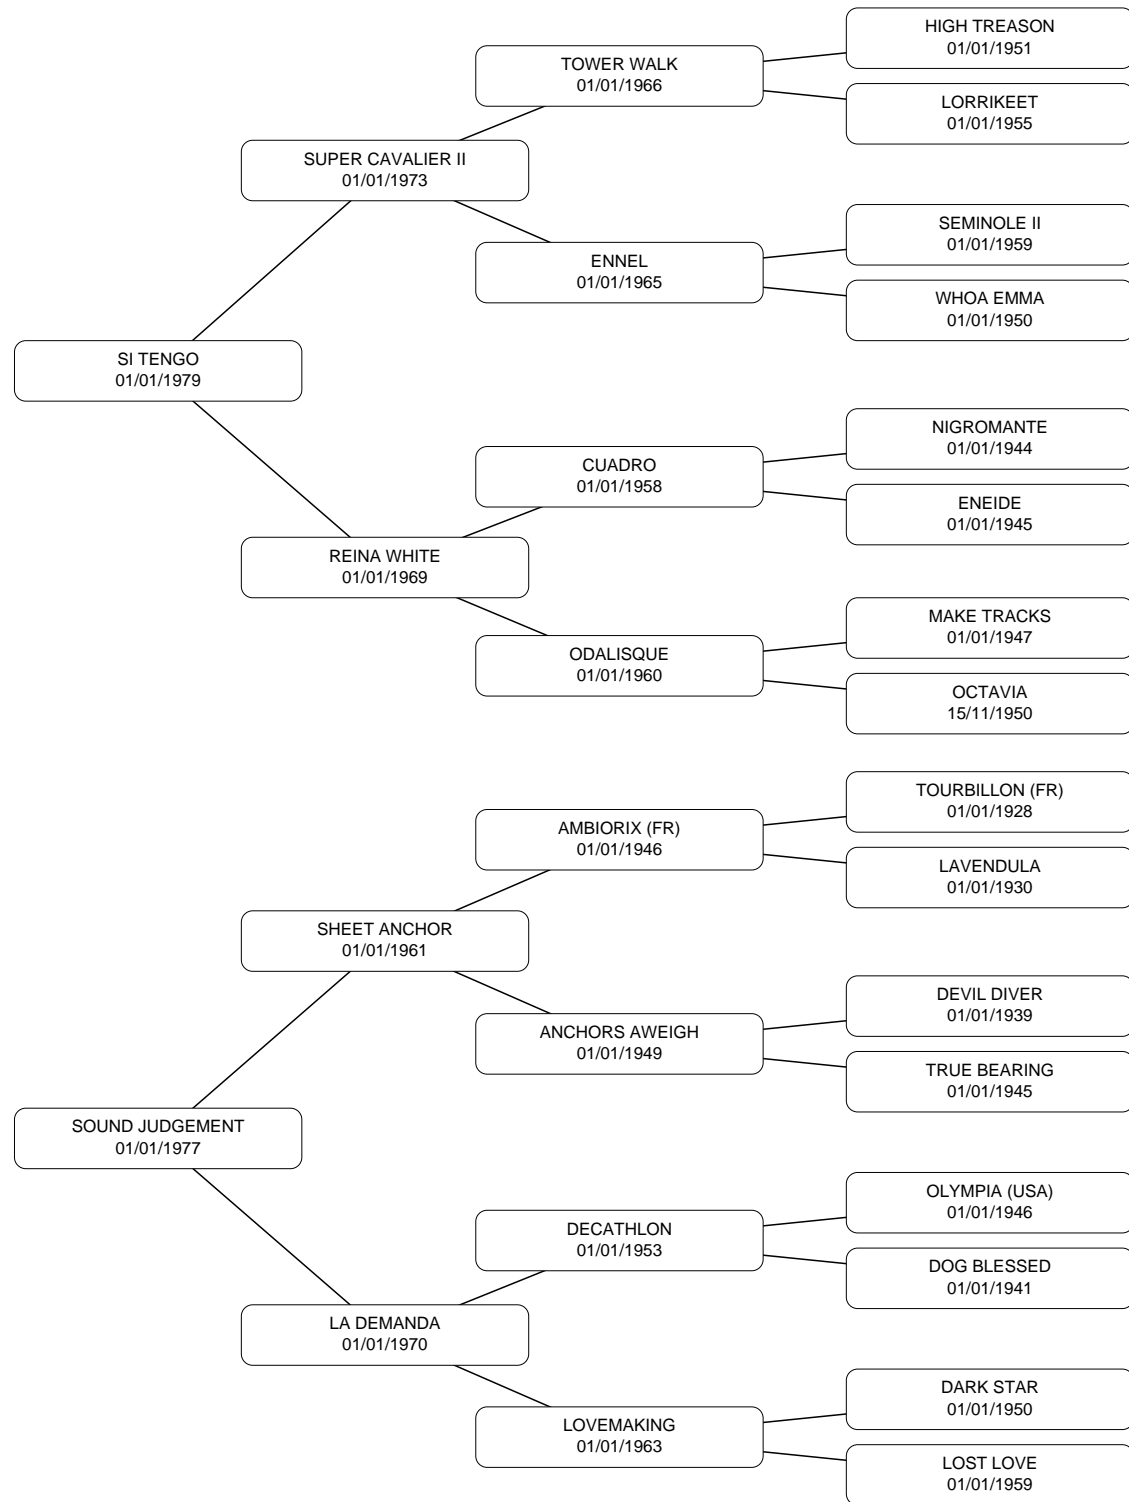 HIGH TREASON
01/01/1951
TOWER WALK
01/01/1966
LORRIKEET
01/01/1955
SUPER CAVALIER II
01/01/1973
SEMINOLE II
01/01/1959
ENNEL
01/01/1965
WHOA EMMA
01/01/1950
SI TENGO
01/01/1979
NIGROMANTE
01/01/1944
CUADRO
01/01/1958
ENEIDE
01/01/1945
REINA WHITE
01/01/1969
MAKE TRACKS
01/01/1947
ODALISQUE
01/01/1960
OCTAVIA
15/11/1950
TOURBILLON (FR)
01/01/1928
AMBIORIX (FR)
01/01/1946
LAVENDULA
01/01/1930
SHEET ANCHOR
01/01/1961
DEVIL DIVER
01/01/1939
ANCHORS AWEIGH
01/01/1949
TRUE BEARING
01/01/1945
SOUND JUDGEMENT
01/01/1977
OLYMPIA (USA)
01/01/1946
DECATHLON
01/01/1953
DOG BLESSED
01/01/1941
LA DEMANDA
01/01/1970
DARK STAR
01/01/1950
LOVEMAKING
01/01/1963
LOST LOVE
01/01/1959